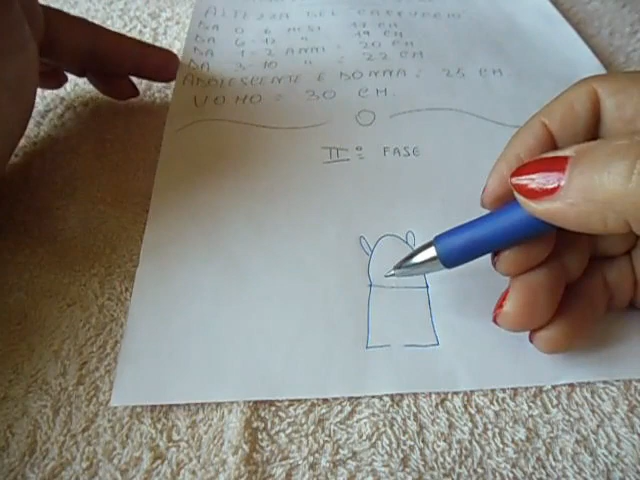 ALTEZZA DEL CAPPUCCIO
DA 0-6 MESI 17 CM
DA 6-12 " 19 CM
DA 1-2 ANNI = 20 CM
DA 3-10 " = 22 CM
ADOLESCENTE E DONNA = 25 CM.
UOMO = 30 CM.
II° = FASE